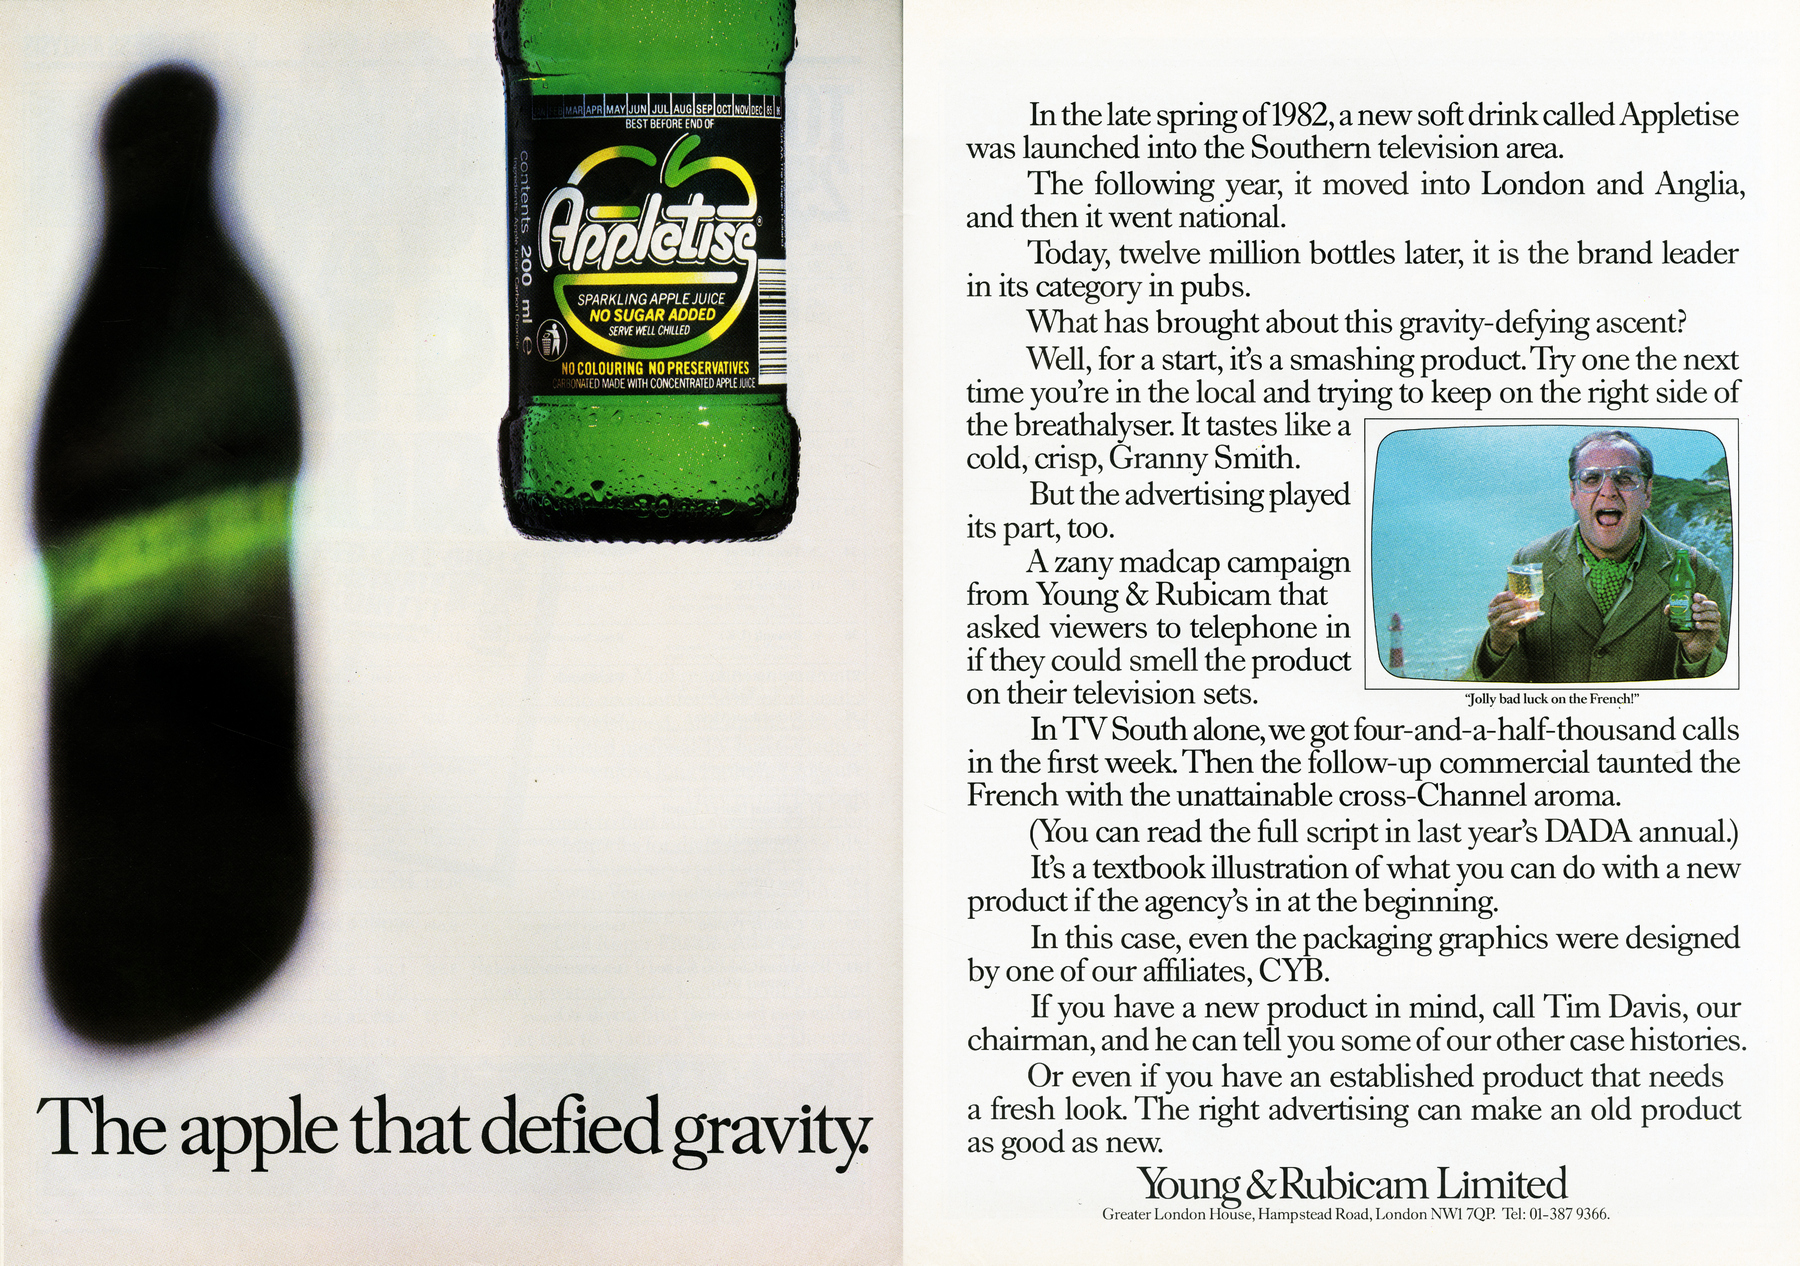 MAR APR MAY JUN JUL AUG SEP OCT NOV DEC 85
BEST BEFORE END OF
contents 200 ml e
Appletise®
SPARKLING APPLE JUICE
NO SUGAR ADDED
SERVE WELL CHILLED
NO COLOURING NO PRESERVATIVES
CARBONATED MADE WITH CONCENTRATED APPLE JUICE
The apple that defied gravity.
In the late spring of 1982, a new soft drink called Appletise
was launched into the Southern television area.
The following year, it moved into London and Anglia,
and then it went national.
Today, twelve million bottles later, it is the brand leader
in its category in pubs.
What has brought about this gravity-defying ascent?
Well, for a start, it's a smashing product. Try one the next
time you're in the local and trying to keep on the right side of
the breathalyser. It tastes like a
cold, crisp, Granny Smith.
But the advertising played
its part, too.
A zany madcap campaign
from Young & Rubicam that
asked viewers to telephone in
if they could smell the product
on their television sets.
"Jolly bad luck on the French!"
In TV South alone, we got four-and-a-half-thousand calls
in the first week. Then the follow-up commercial taunted the
French with the unattainable cross-Channel aroma.
(You can read the full script in last year's DADA annual.)
It's a textbook illustration of what you can do with a new
product if the agency's in at the beginning.
In this case, even the packaging graphics were designed
by one of our affiliates, CYB.
If you have a new product in mind, call Tim Davis, our
chairman, and he can tell you some of our other case histories.
Or even if you have an established product that needs
a fresh look. The right advertising can make an old product
as good as new.
Young & Rubicam Limited
Greater London House, Hampstead Road, London NW1 7QP. Tel: 01-387 9366.